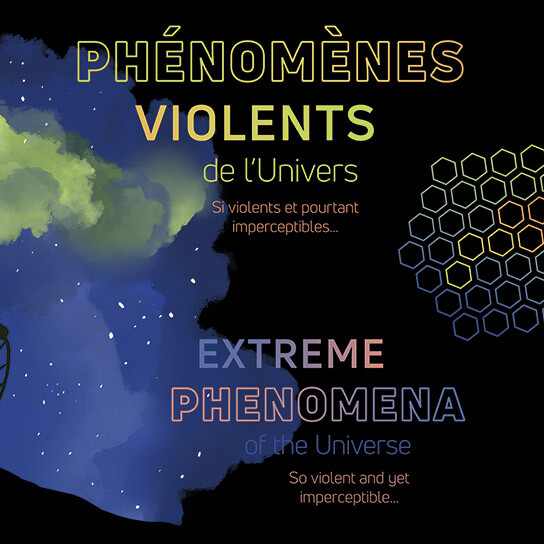 PHÉNOMÈNES
VIOLENTS
de l'Univers
Si violents et pourtant
imperceptibles...
EXTREME
PHENOMENA
of the Universe
So violent and yet
imperceptible...